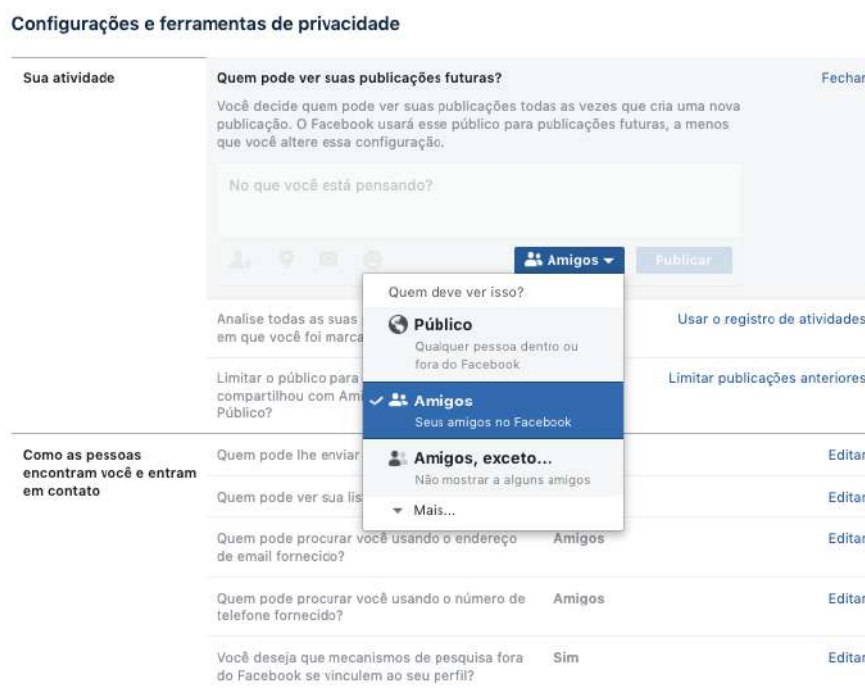 Configurações e ferramentas de privacidade
Sua atividade
Quem pode ver suas publicações futuras?
Fechar
Você decide quem pode ver suas publicações todas as vezes que cria uma nova
publicação. O Facebook usará esse público para publicações futuras, a menos
que você altere essa configuração.
No que você está pensando?
Amigos
Publicar
Quem deve ver isso?
Público
Qualquer pessoa dentro ou
fora do Facebook
Amigos
Seus amigos no Facebook
Amigos, exceto...
Não mostrar a alguns amigos
Mais...
Analise todas as suas
em que você foi marca
Usar o registro de atividades
Limitar o público para
compartilhou com Ami
Público?
Limitar publicações anteriores
Como as pessoas
encontram você e entram
em contato
Quem pode lhe enviar
Editar
Quem pode ver sua lis
Editar
Quem pode procurar você usando o endereço
de email fornecido?
Amigos
Editar
Quem pode procurar você usando o número de
telefone fornecido?
Amigos
Editar
Você deseja que mecanismos de pesquisa fora
do Facebook se vinculem ao seu perfil?
Sim
Editar